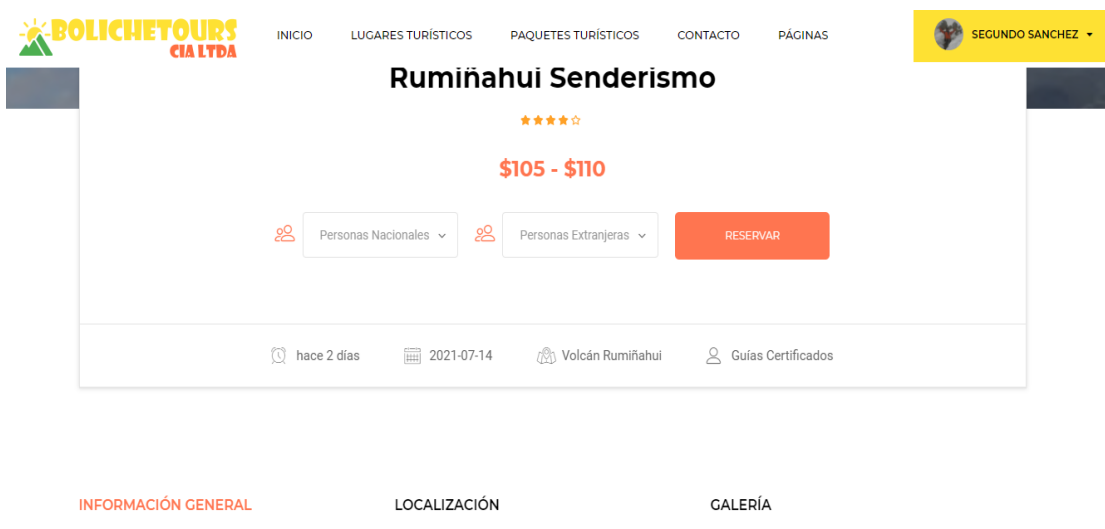 BOLICHETOURS
CIA LTDA
INICIO LUGARES TURÍSTICOS PAQUETES TURÍSTICOS CONTACTO PÁGINAS SEGUNDO SANCHEZ
Rumiñahui Senderismo
$105 - $110
Personas Nacionales Personas Extranjeras RESERVAR
hace 2 días 2021-07-14 Volcán Rumiñahui Guías Certificados
INFORMACIÓN GENERAL LOCALIZACIÓN GALERÍA